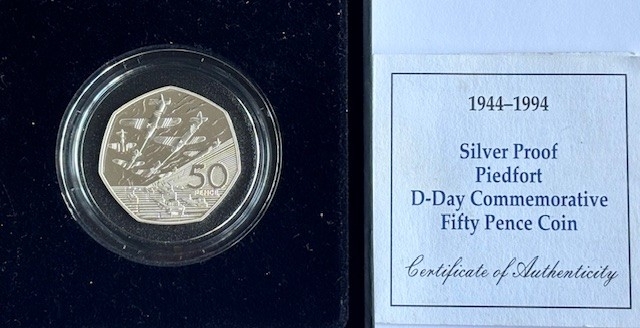 50
PENCE
1944–1994
Silver Proof
Piedfort
D-Day Commemorative
Fifty Pence Coin
Certificate of Authenticity